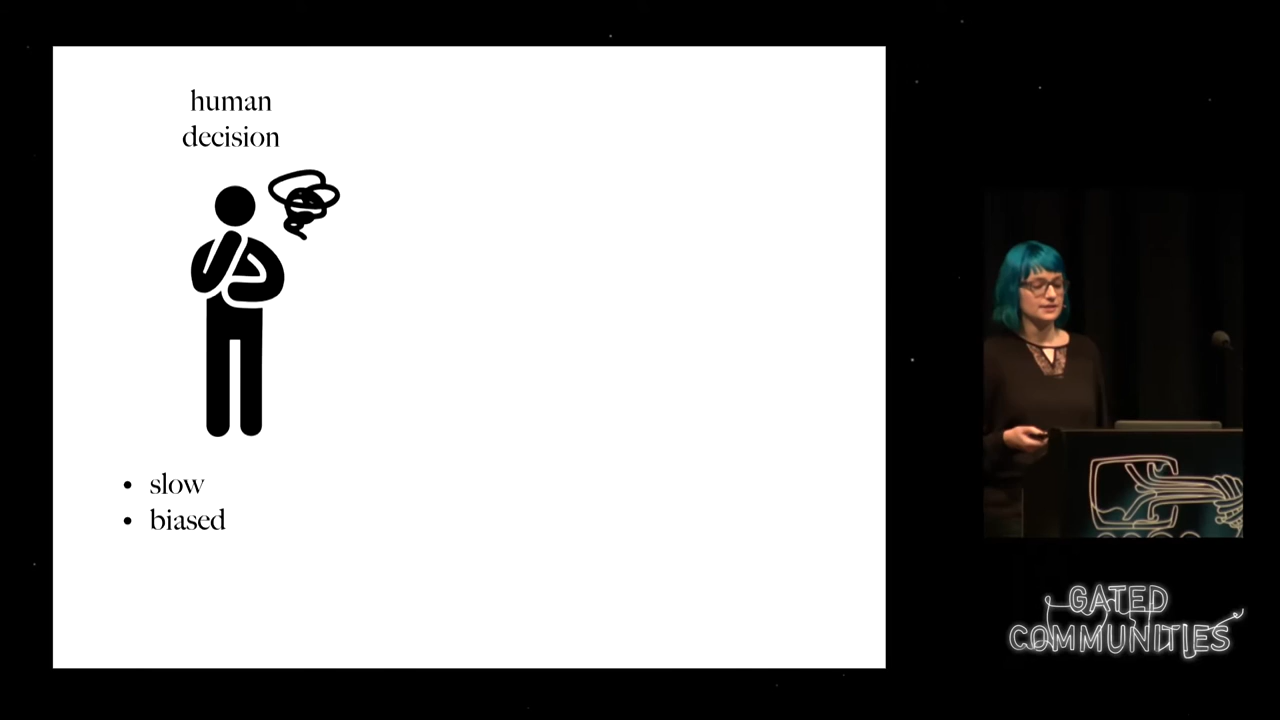 human
decision
• slow
• biased
GATED
COMMUNITIES